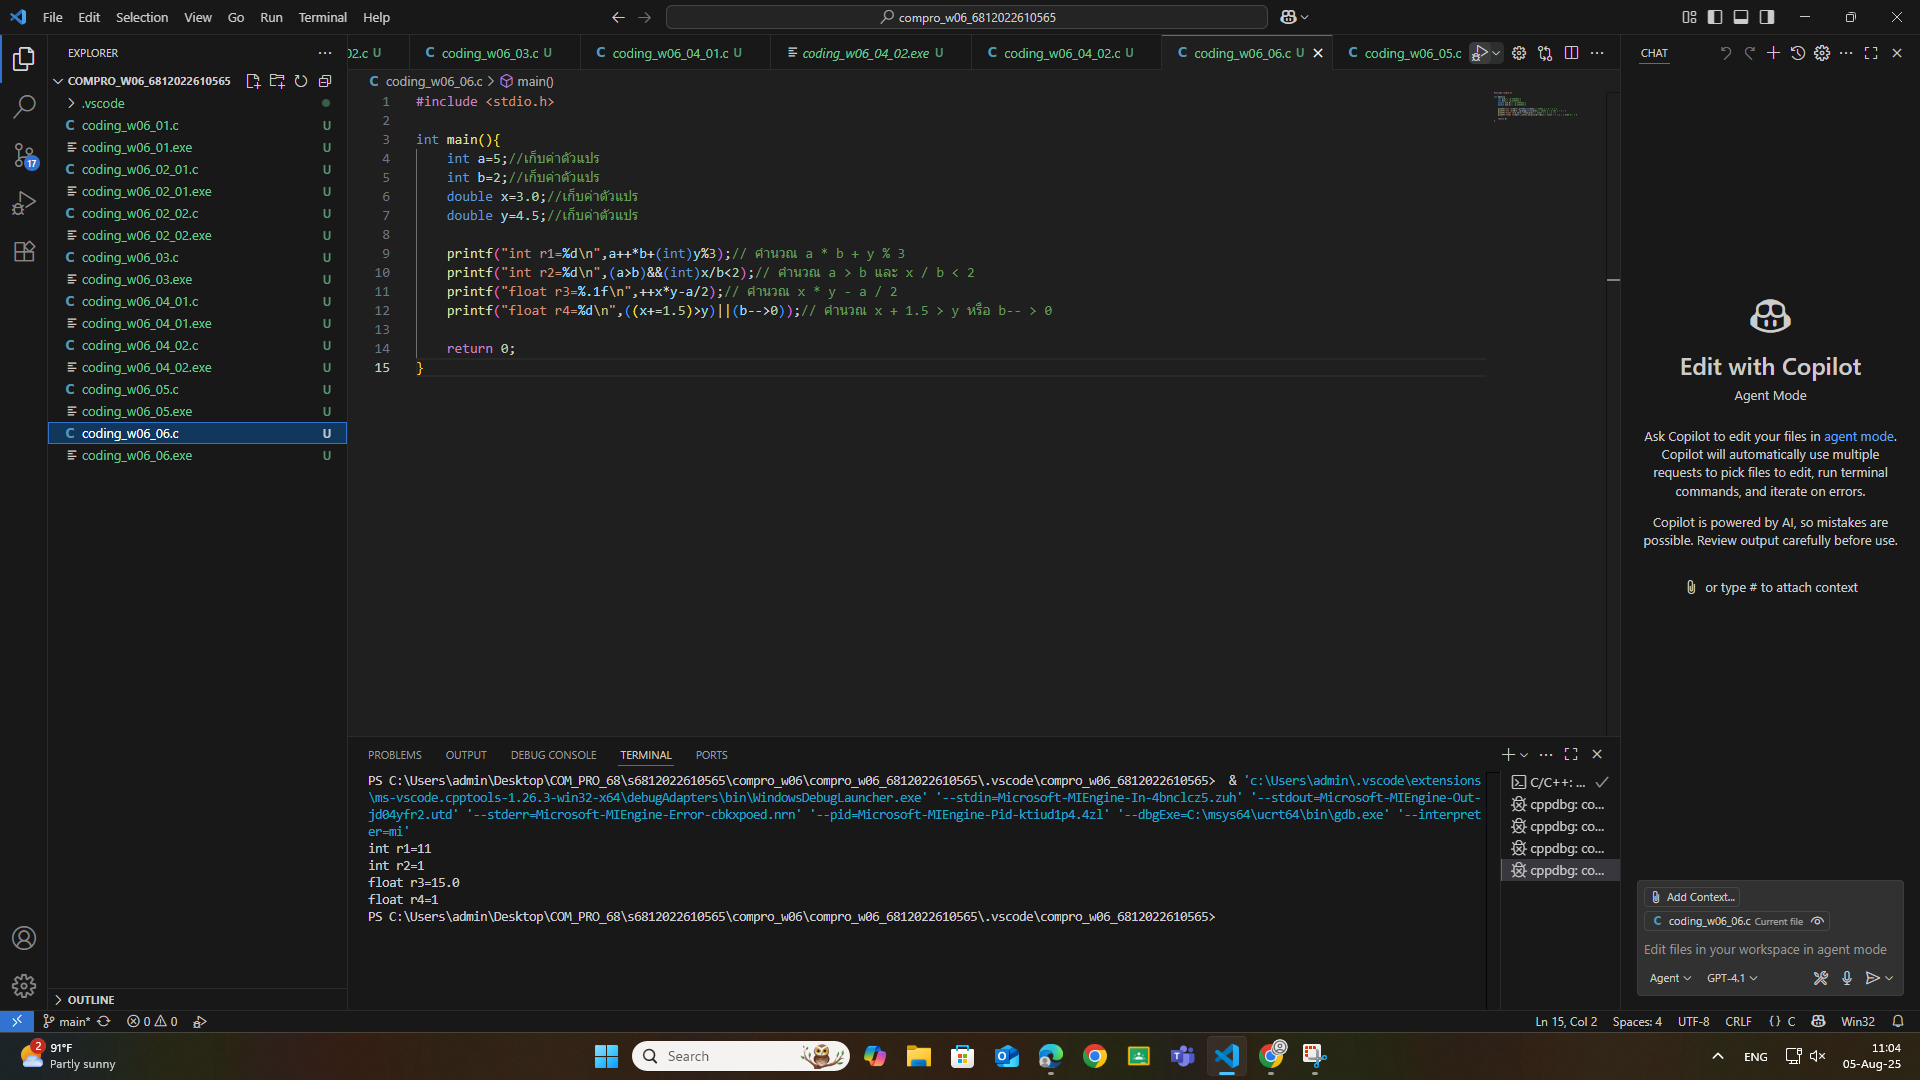 File Edit Selection View Go Run Terminal Help
compro_w06_6812022610565
EXPLORER
COMPRO_W06_6812022610565
.vscode
coding_w06_01.c U
coding_w06_01.exe U
coding_w06_02_01.c U
coding_w06_02_01.exe U
coding_w06_02_02.c U
coding_w06_02_02.exe U
coding_w06_03.c U
coding_w06_03.exe U
coding_w06_04_01.c U
coding_w06_04_01.exe U
coding_w06_04_02.c U
coding_w06_04_02.exe U
coding_w06_05.c U
coding_w06_05.exe U
coding_w06_06.c U
coding_w06_06.exe U
OUTLINE
02.c U coding_w06_03.c U coding_w06_04_01.c U coding_w06_04_02.exe U coding_w06_04_02.c U coding_w06_06.c U coding_w06_05.c
coding_w06_06.c > main()
1 #include <stdio.h>
2
3 int main(){
4 int a=5;//เก็บค่าตัวแปร
5 int b=2;//เก็บค่าตัวแปร
6 double x=3.0;//เก็บค่าตัวแปร
7 double y=4.5;//เก็บค่าตัวแปร
8
9 printf("int r1=%d\n",a++*b+(int)y%3);// คำนวณ a * b + y % 3
10 printf("int r2=%d\n",(a>b)&&(int)x/b<2);// คำนวณ a > b และ x / b < 2
11 printf("float r3=%.1f\n",++x*y-a/2);// คำนวณ x * y - a / 2
12 printf("float r4=%d\n",((x+=1.5)>y)||(b-->0));// คำนวณ x + 1.5 > y หรือ b-- > 0
13
14 return 0;
15 }
PROBLEMS OUTPUT DEBUG CONSOLE TERMINAL PORTS
PS C:\Users\admin\Desktop\COM_PRO_68\s6812022610565\compro_w06\compro_w06_6812022610565\.vscode\compro_w06_6812022610565> & 'c:\Users\admin\.vscode\extensions
\ms-vscode.cpptools-1.26.3-win32-x64\debugAdapters\bin\WindowsDebugLauncher.exe' '--stdin=Microsoft-MIEngine-In-4bnclcz5.zuh' '--stdout=Microsoft-MIEngine-Out-
jd04yfr2.utd' '--stderr=Microsoft-MIEngine-Error-cbkxpoed.nrn' '--pid=Microsoft-MIEngine-Pid-ktiud1p4.4zl' '--dbgExe=C:\msys64\ucrt64\bin\gdb.exe' '--interpret
er=mi'
int r1=11
int r2=1
float r3=15.0
float r4=1
PS C:\Users\admin\Desktop\COM_PRO_68\s6812022610565\compro_w06\compro_w06_6812022610565\.vscode\compro_w06_6812022610565>
C/C++: ...
cppdbg: co...
cppdbg: co...
cppdbg: co...
cppdbg: co...
CHAT
Edit with Copilot
Agent Mode
Ask Copilot to edit your files in agent mode.
Copilot will automatically use multiple
requests to pick files to edit, run terminal
commands, and iterate on errors.
Copilot is powered by AI, so mistakes are
possible. Review output carefully before use.
or type # to attach context
Add Context...
coding_w06_06.c Current file
Edit files in your workspace in agent mode
Agent GPT-4.1
17
main* 0 0
Ln 15, Col 2 Spaces: 4 UTF-8 CRLF {} C Win32
2
91°F
Partly sunny
Search
ENG
11:04
05-Aug-25